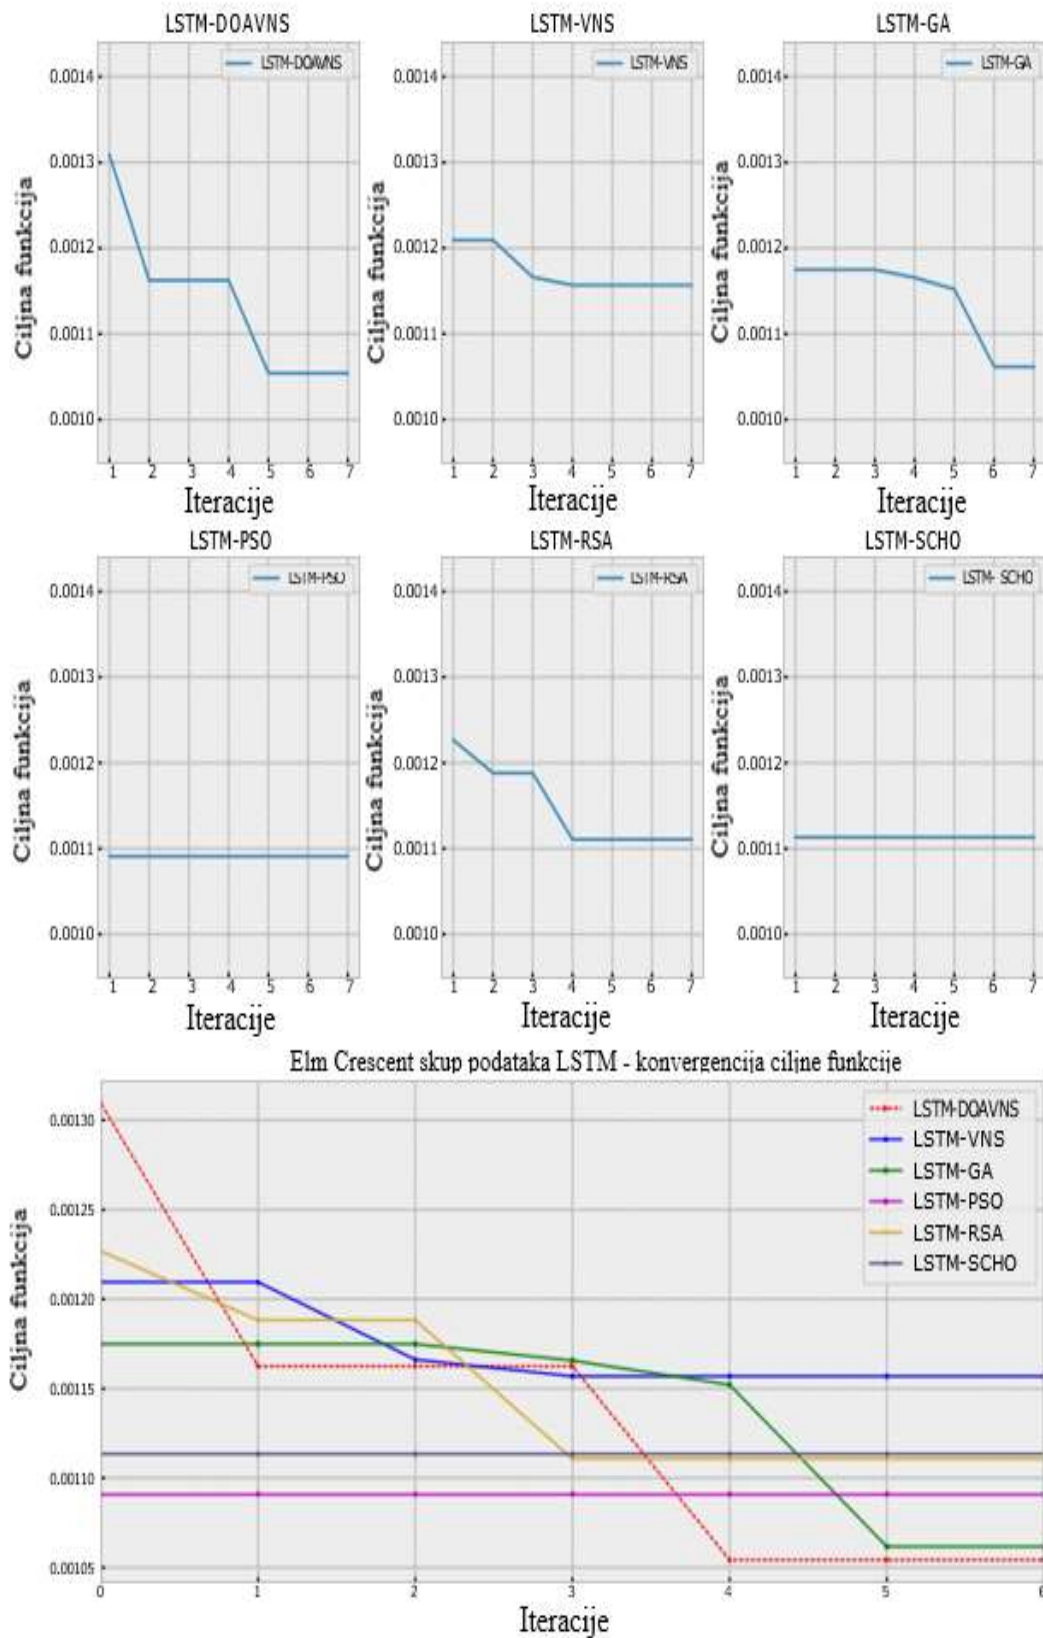 LSTM-DOAVNS
LSTM-DOAVNS
0.0014
0.0013
0.0012
0.0011
0.0010
Ciljna funkcija
1 2 3 4 5 6 7
Iteracije
LSTM-VNS
LSTM-VNS
0.0014
0.0013
0.0012
0.0011
0.0010
Ciljna funkcija
1 2 3 4 5 6 7
Iteracije
LSTM-GA
LSTM-GA
0.0014
0.0013
0.0012
0.0011
0.0010
Ciljna funkcija
1 2 3 4 5 6 7
Iteracije
LSTM-PSO
LSTM-PSO
0.0014
0.0013
0.0012
0.0011
0.0010
Ciljna funkcija
1 2 3 4 5 6 7
Iteracije
LSTM-RSA
LSTM-RSA
0.0014
0.0013
0.0012
0.0011
0.0010
Ciljna funkcija
1 2 3 4 5 6 7
Iteracije
LSTM-SCHO
LSTM- SCHO
0.0014
0.0013
0.0012
0.0011
0.0010
Ciljna funkcija
1 2 3 4 5 6 7
Iteracije
Elm Crescent skup podataka LSTM - konvergencija ciljne funkcije
LSTM-DOAVNS
LSTM-VNS
LSTM-GA
LSTM-PSO
LSTM-RSA
LSTM-SCHO
0.00130
0.00125
0.00120
0.00115
0.00110
0.00105
Ciljna funkcija
0 1 2 3 4 5 6
Iteracije